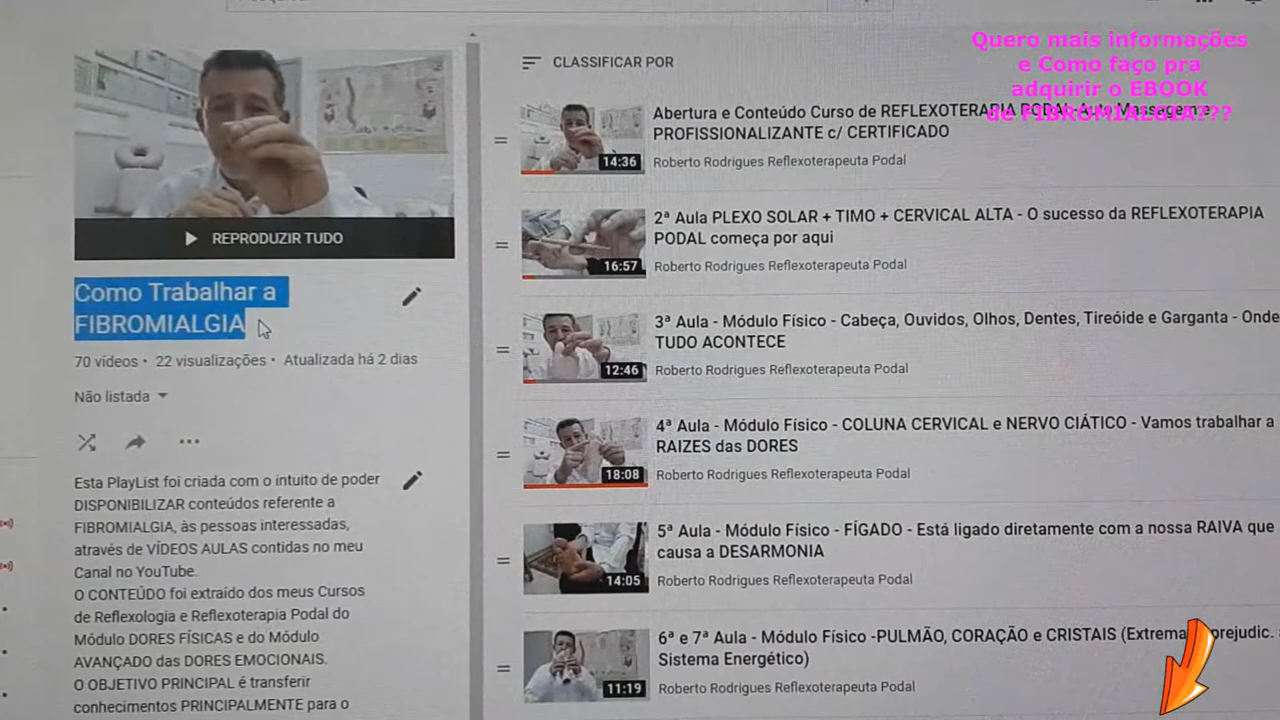 Quero mais informações
e Como faço pra
adquirir o EBOOK
de FIBROMIALGIA???
REPRODUZIR TUDO
Como Trabalhar a
FIBROMIALGIA
70 vídeos • 22 visualizações • Atualizada há 2 dias
Não listada
Esta PlayList foi criada com o intuito de poder
DISPONIBILIZAR conteúdos referente a
FIBROMIALGIA, às pessoas interessadas,
através de VÍDEOS AULAS contidas no meu
Canal no YouTube.
O CONTEÚDO foi extraído dos meus Cursos
de Reflexologia e Reflexoterapia Podal do
Módulo DORES FÍSICAS e do Módulo
AVANÇADO das DORES EMOCIONAIS.
O OBJETIVO PRINCIPAL é transferir
conhecimentos PRINCIPALMENTE para o
CLASSIFICAR POR
Abertura e Conteúdo Curso de REFLEXOTERAPIA PODAL-Auto Massagem e
PROFISSIONALIZANTE c/ CERTIFICADO
14:36
Roberto Rodrigues Reflexoterapeuta Podal
2ª Aula PLEXO SOLAR + TIMO + CERVICAL ALTA - O sucesso da REFLEXOTERAPIA
PODAL começa por aqui
16:57
Roberto Rodrigues Reflexoterapeuta Podal
3ª Aula - Módulo Físico - Cabeça, Ouvidos, Olhos, Dentes, Tireóide e Garganta - Onde
TUDO ACONTECE
12:46
Roberto Rodrigues Reflexoterapeuta Podal
4ª Aula - Módulo Físico - COLUNA CERVICAL e NERVO CIÁTICO - Vamos trabalhar a
RAIZES das DORES
18:08
Roberto Rodrigues Reflexoterapeuta Podal
5ª Aula - Módulo Físico - FÍGADO - Está ligado diretamente com a nossa RAIVA que
causa a DESARMONIA
14:05
Roberto Rodrigues Reflexoterapeuta Podal
6ª e 7ª Aula - Módulo Físico -PULMÃO, CORAÇÃO e CRISTAIS (Extrema
Sistema Energético)
11:19
Roberto Rodrigues Reflexoterapeuta Podal